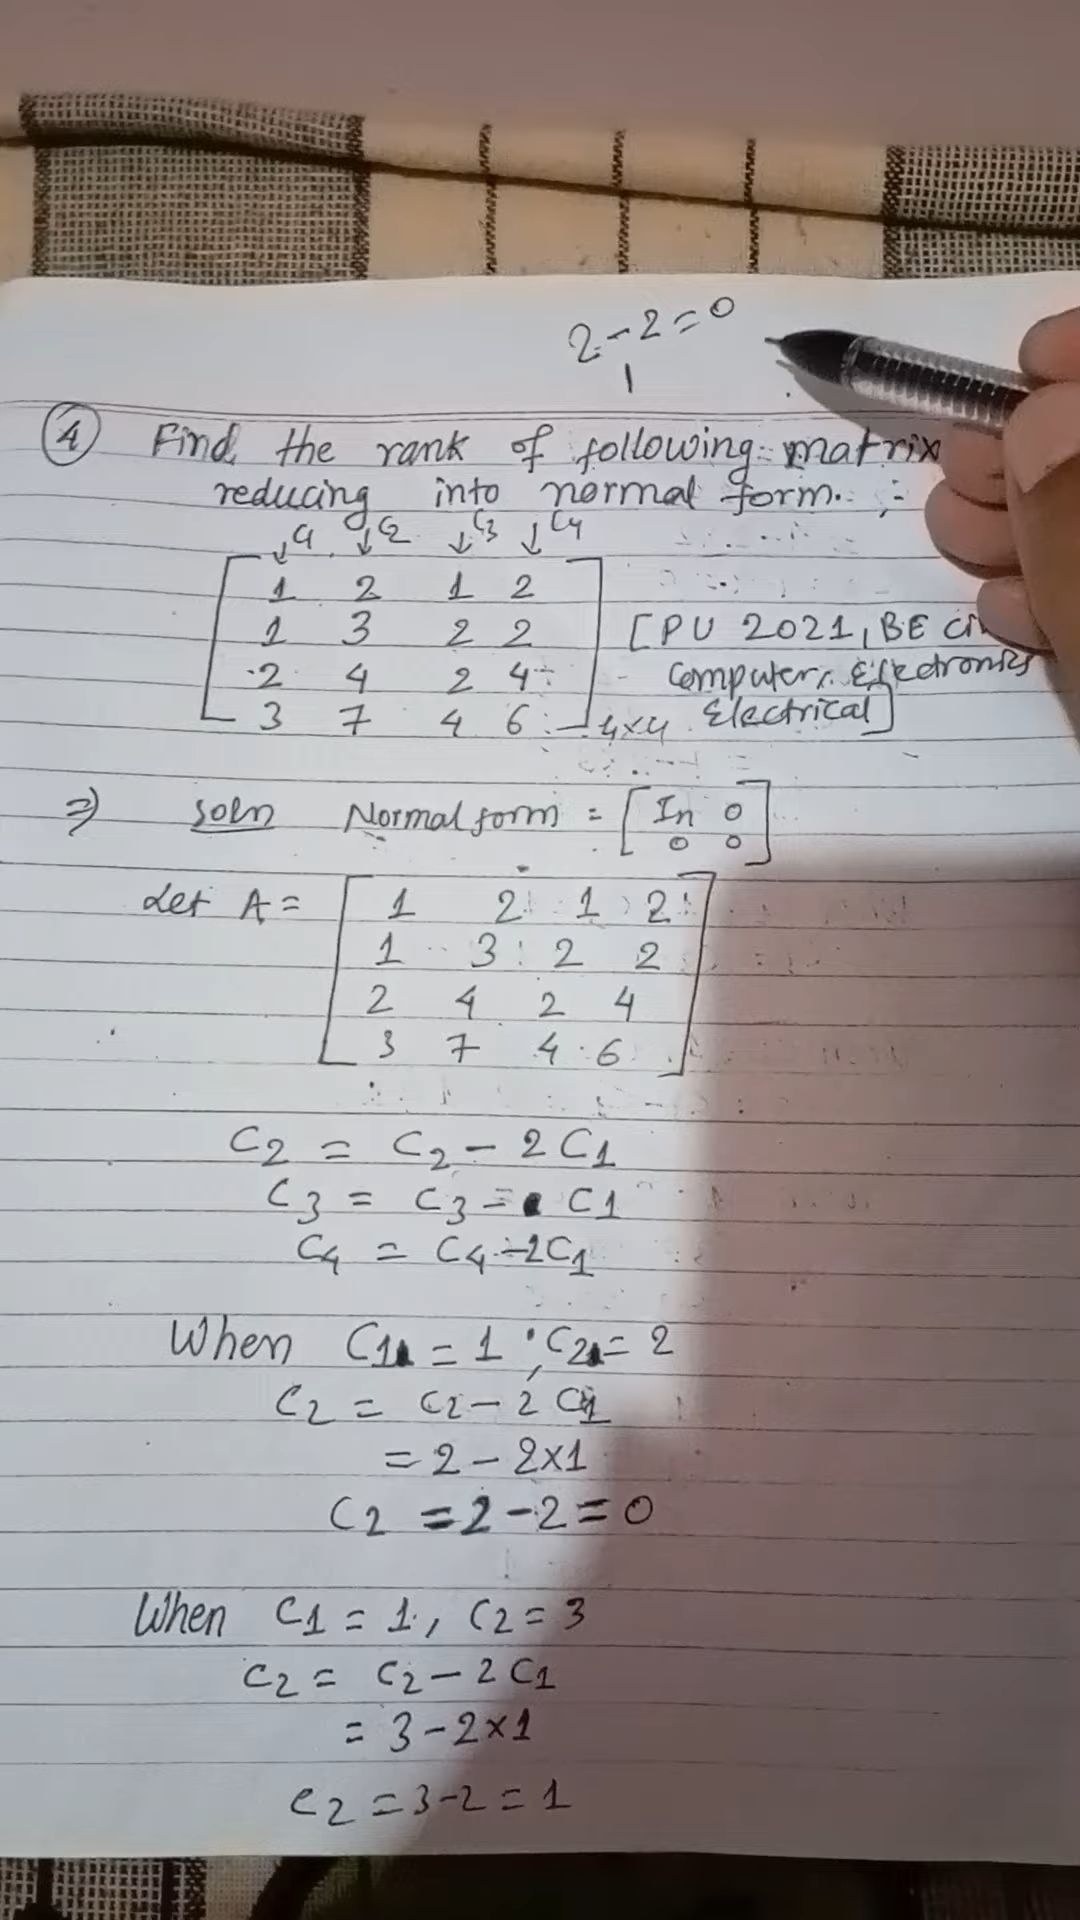 2-2=0
1
④ Find the rank of following matrix
reducing into normal form. :-
↓C1 ↓C2 ↓C3 ↓C4
1 2 1 2
1 3 2 2 [PU 2021, BE
2 4 2 4 Computer, Electronics
3 7 4 6 4×4 Electrical]
⇒ soln Normal form = [In 0
0 0]
Let A = 1 2 1 2
1 3 2 2
2 4 2 4
3 7 4 6
C2 = C2 - 2C1
C3 = C3 - C1
C4 = C4 - 2C1
When C1 = 1, C2 = 2
C2 = C2 - 2C1
= 2 - 2×1
C2 = 2 - 2 = 0
When C1 = 1, C2 = 3
C2 = C2 - 2C1
= 3 - 2×1
C2 = 3-2 = 1